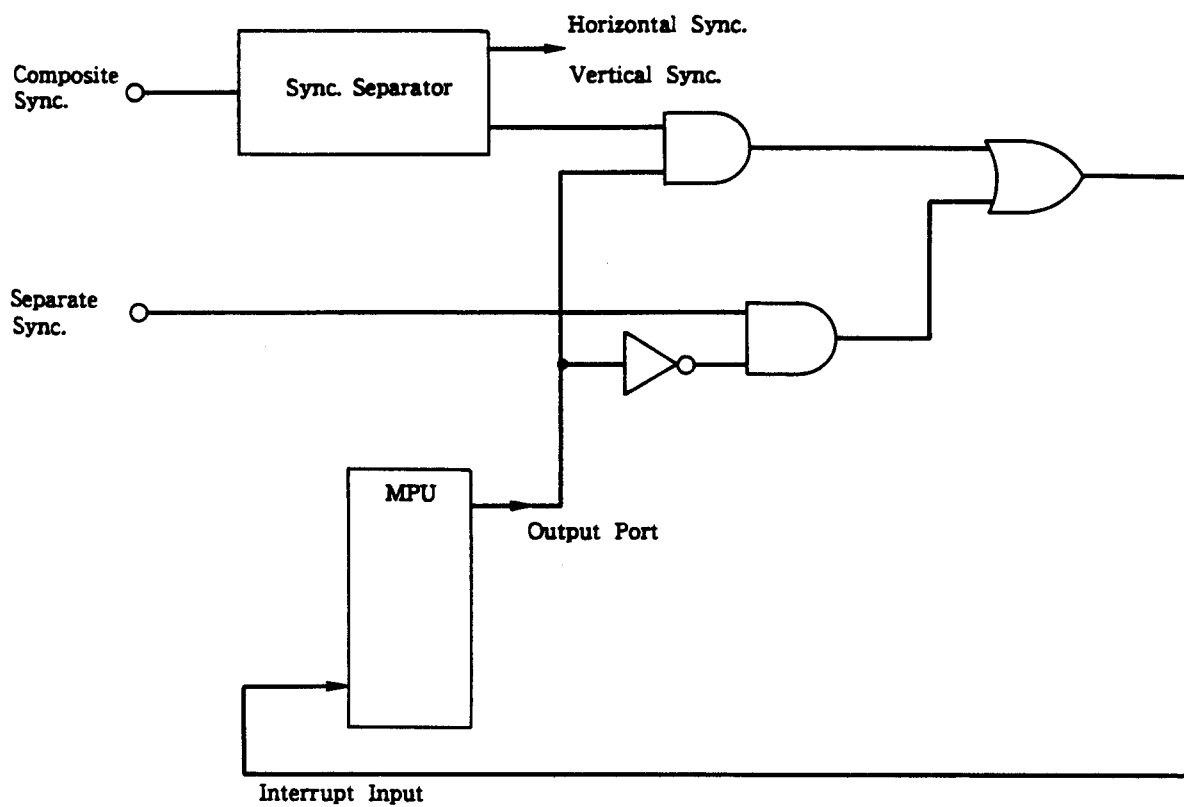 Horizontal Sync.
Composite
Sync.
Sync. Separator
Vertical Sync.
Separate
Sync.
MPU
Output Port
Interrupt Input